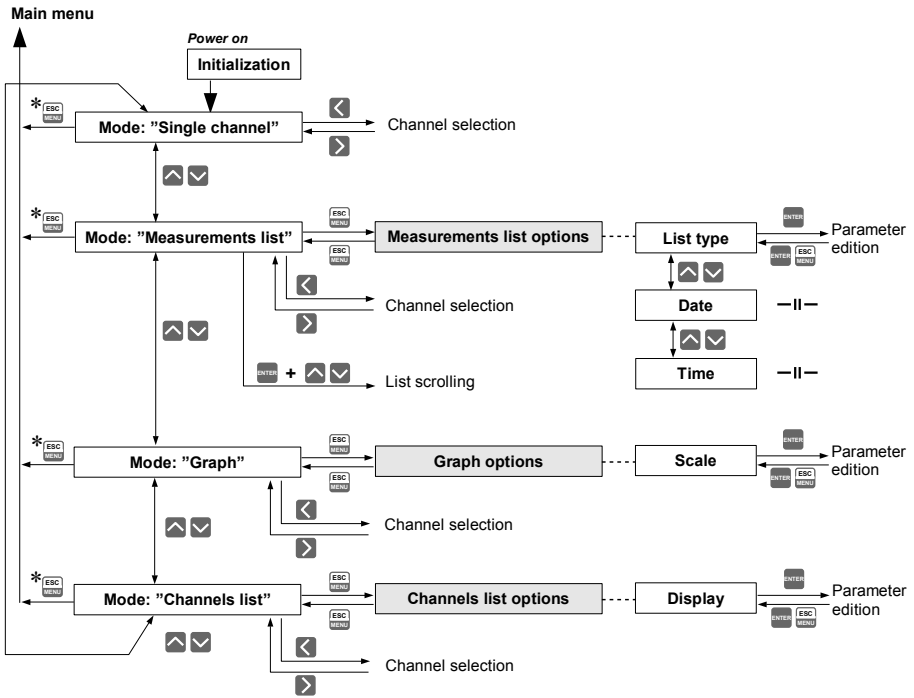 Main menu
Power on
Initialization
* ESC MENU
Mode: ”Single channel”
Channel selection
* ESC MENU
Mode: ”Measurements list”
ESC MENU
ESC MENU
Measurements list options
List type
ENTER
ENTER ESC MENU
Parameter
edition
Channel selection
Date
—II—
ENTER +
List scrolling
Time
—II—
* ESC MENU
Mode: ”Graph”
ESC MENU
ESC MENU
Graph options
Scale
ENTER
ENTER ESC MENU
Parameter
edition
Channel selection
* ESC MENU
Mode: ”Channels list”
ESC MENU
ESC MENU
Channels list options
Display
ENTER
ENTER ESC MENU
Parameter
edition
Channel selection